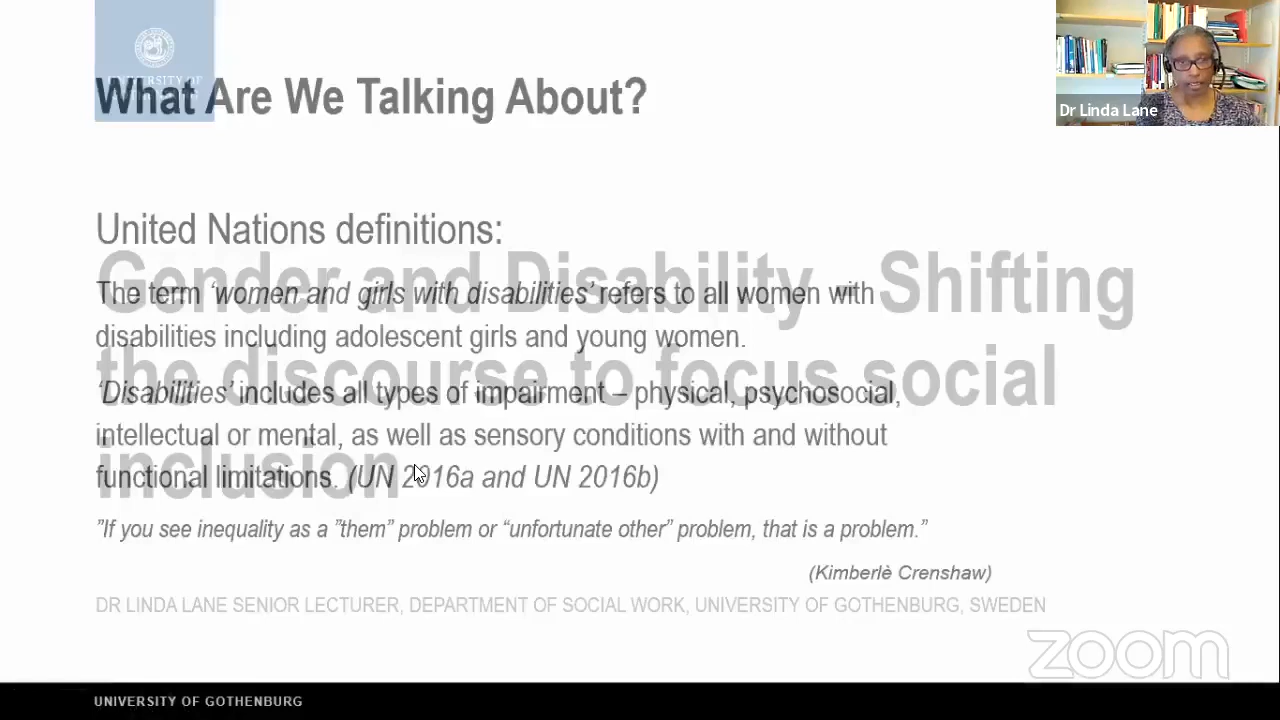 UNIVERSITY OF
What Are We Talking About?
Dr Linda Lane
United Nations definitions:
Gender and Disability - Shifting
the discourse to focus social
inclusion
The term ‘women and girls with disabilities’ refers to all women with
disabilities including adolescent girls and young women.
‘Disabilities’ includes all types of impairment – physical, psychosocial,
intellectual or mental, as well as sensory conditions with and without
functional limitations. (UN 2016a and UN 2016b)
”If you see inequality as a ”them” problem or “unfortunate other” problem, that is a problem.”
(Kimberlè Crenshaw)
DR LINDA LANE SENIOR LECTURER, DEPARTMENT OF SOCIAL WORK, UNIVERSITY OF GOTHENBURG, SWEDEN
zoom
UNIVERSITY OF GOTHENBURG